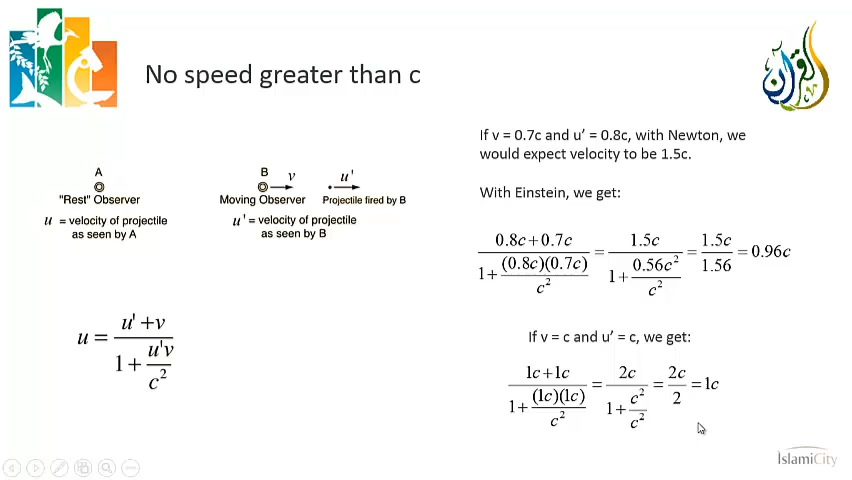 No speed greater than c
القرآن
A
"Rest" Observer
u = velocity of projectile
as seen by A
B
v
u'
Moving Observer
Projectile fired by B
u' = velocity of projectile
as seen by B
u = (u' + v) / (1 + u'v / c²)
If v = 0.7c and u’ = 0.8c, with Newton, we
would expect velocity to be 1.5c.
With Einstein, we get:
(0.8c + 0.7c) / (1 + (0.8c)(0.7c) / c²) = 1.5c / (1 + 0.56c² / c²) = 1.5c / 1.56 = 0.96c
If v = c and u’ = c, we get:
(1c + 1c) / (1 + (1c)(1c) / c²) = 2c / (1 + c² / c²) = 2c / 2 = 1c
IslamiCity